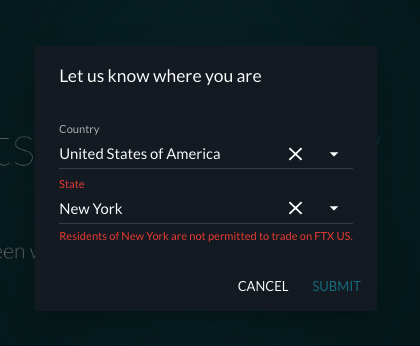 Let us know where you are
Country
United States of America
State
New York
Residents of New York are not permitted to trade on FTX US.
CANCEL SUBMIT